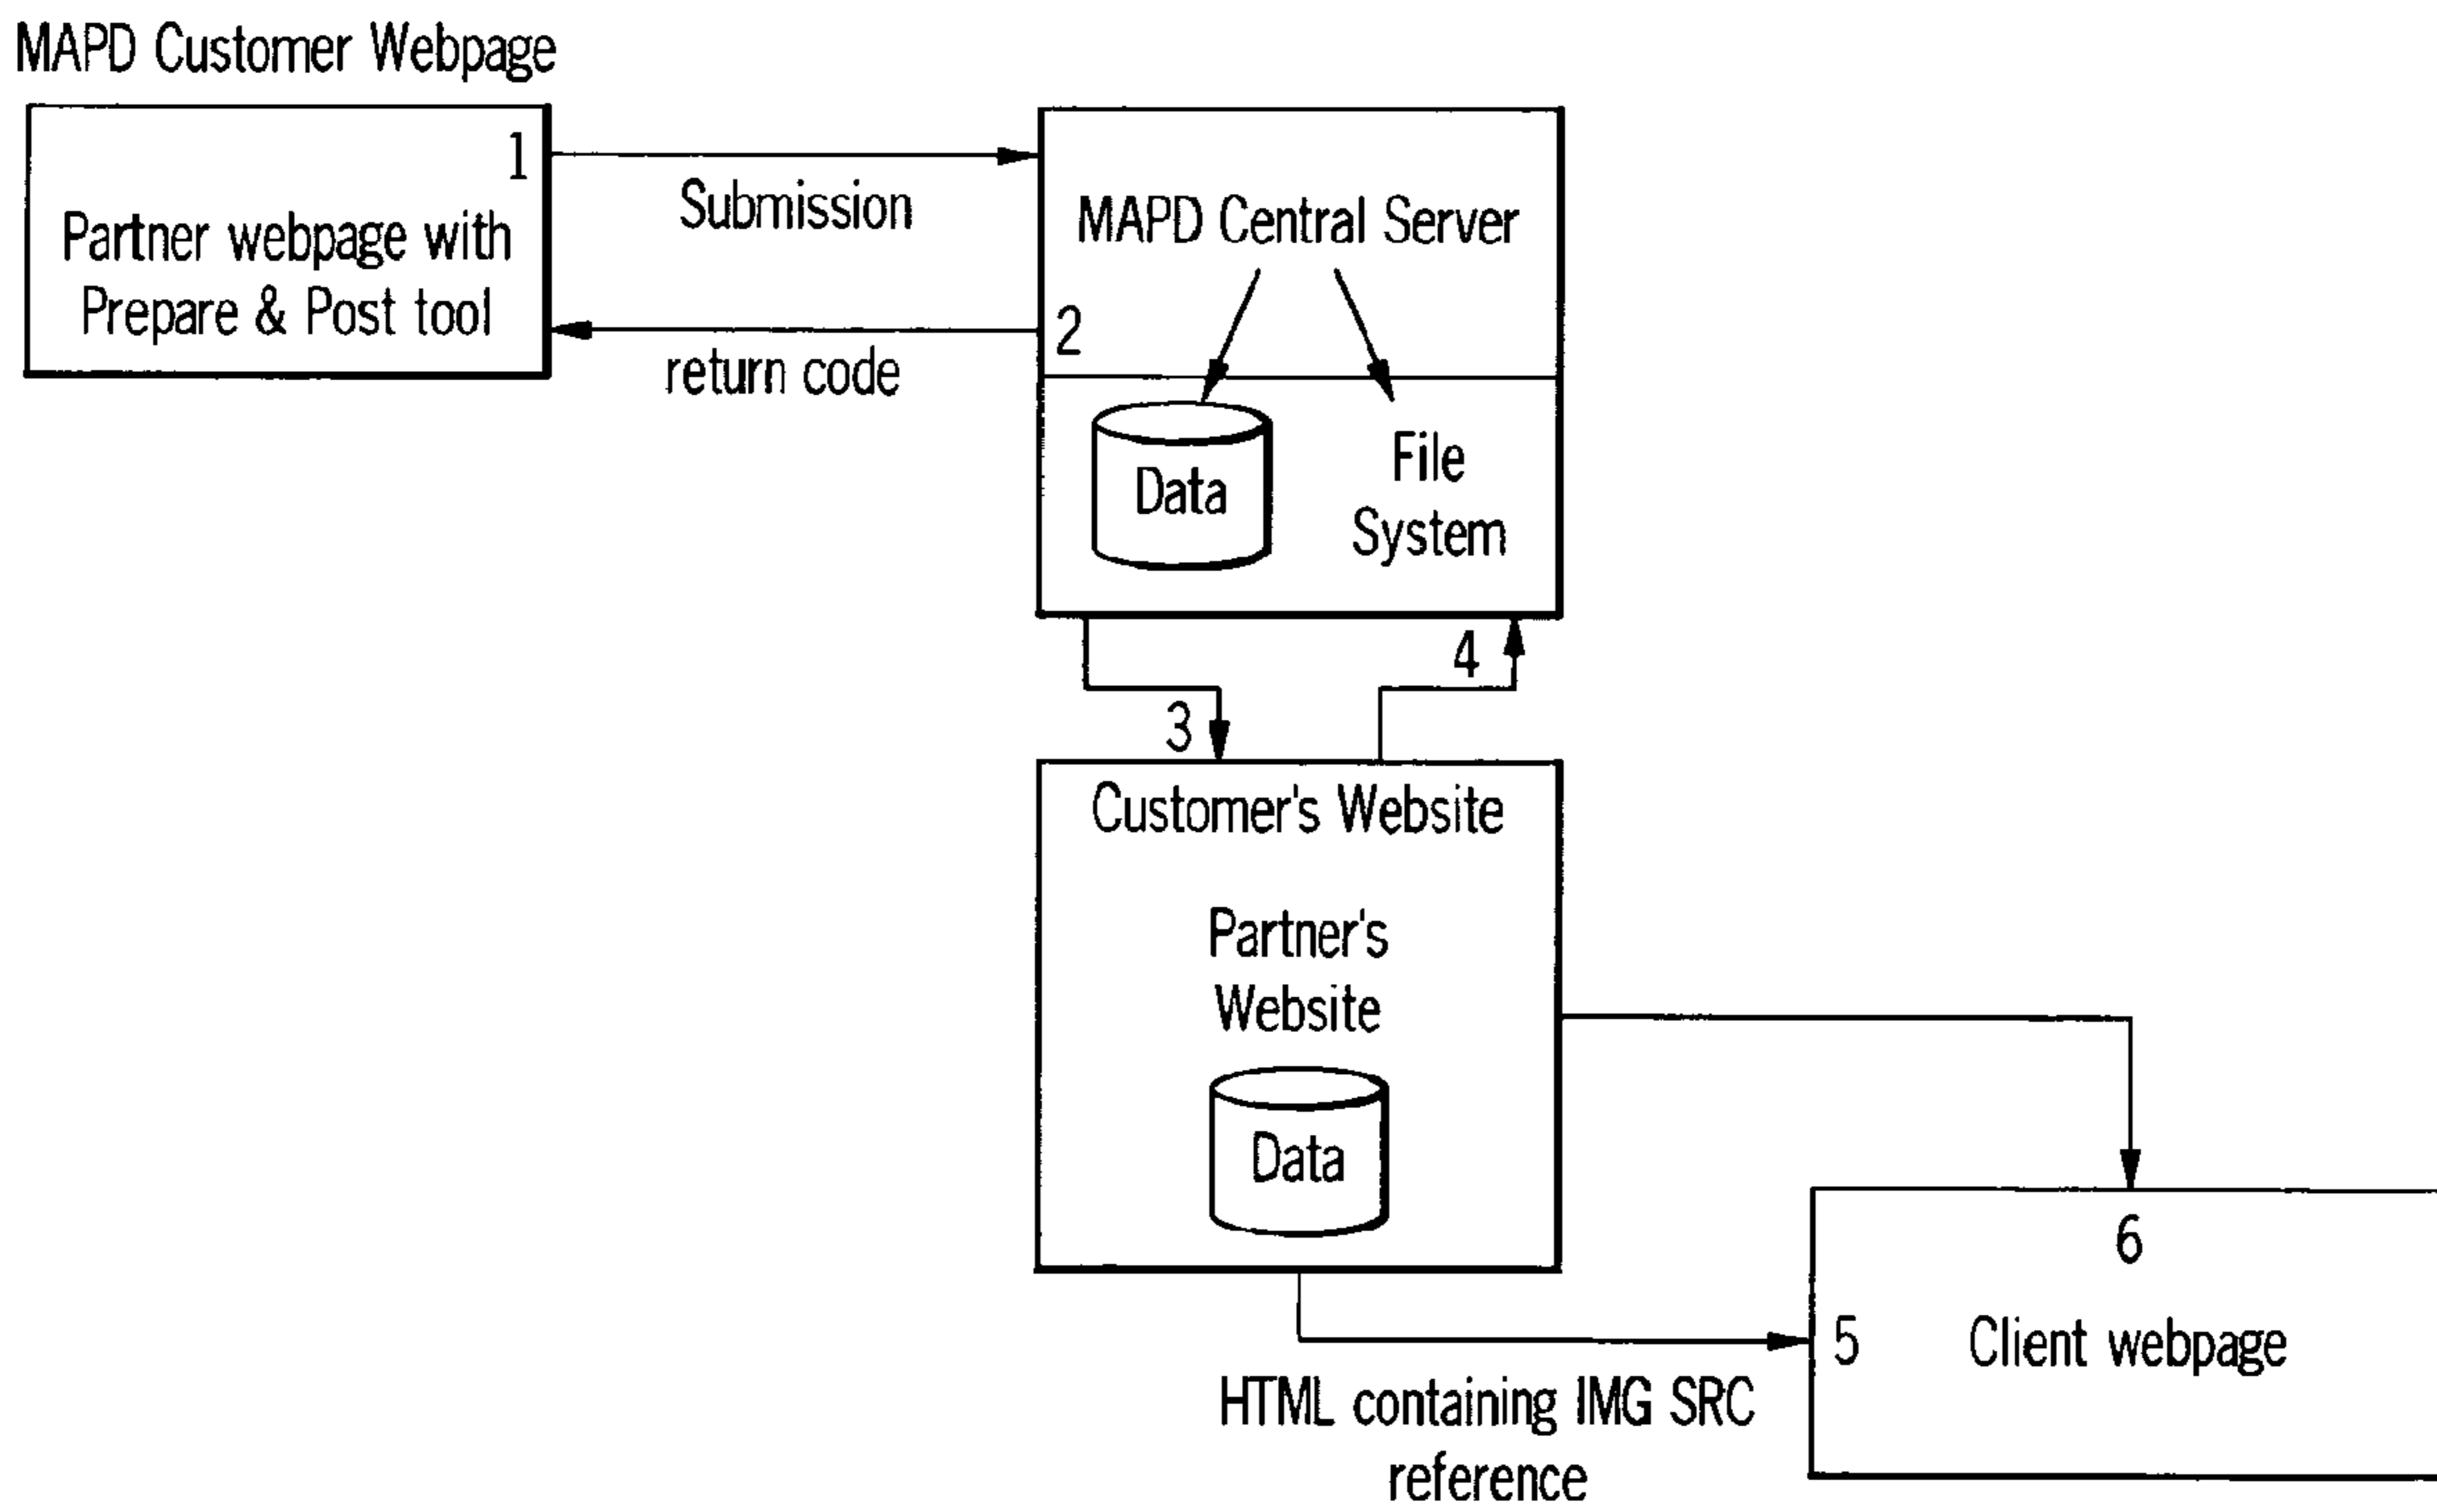 MAPD Customer Webpage
1
Partner webpage with
Prepare & Post tool
Submission
return code
MAPD Central Server
2
Data
File
System
3
4
Customer's Website
Partner's
Website
Data
HTML containing IMG SRC
reference
5
6
Client webpage